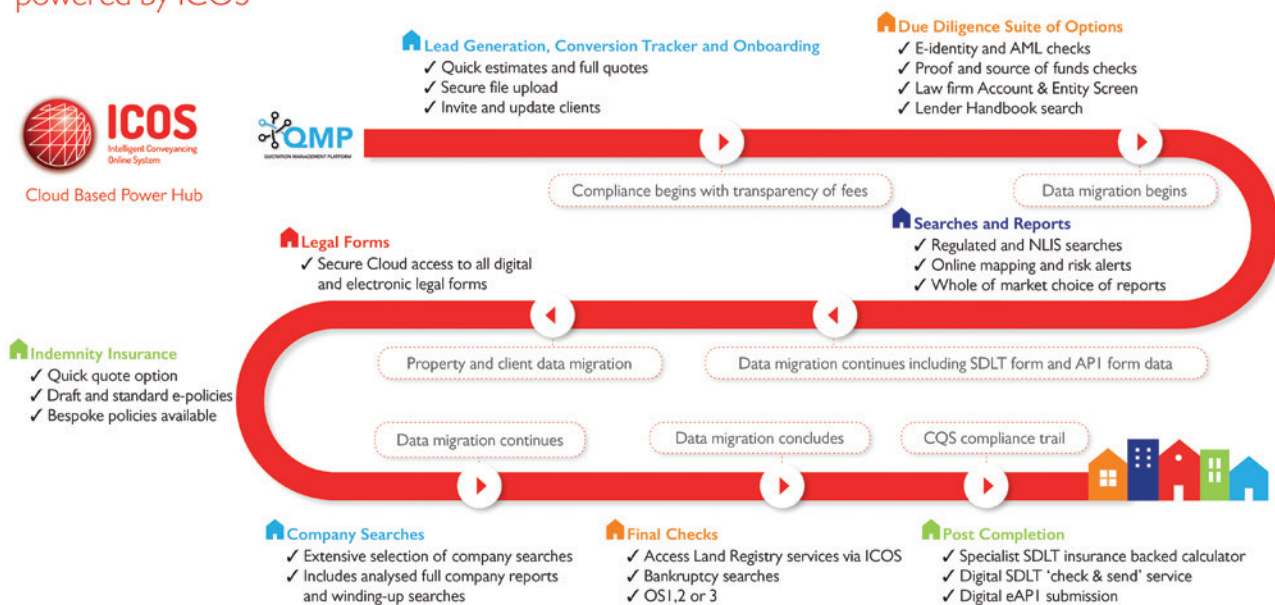 powered by ICOS
ICOS
Intelligent Conveyancing
Online System
Cloud Based Power Hub
QMP
QUOTATION MANAGEMENT PLATFORM
Lead Generation, Conversion Tracker and Onboarding
✓ Quick estimates and full quotes
✓ Secure file upload
✓ Invite and update clients
Due Diligence Suite of Options
✓ E-identity and AML checks
✓ Proof and source of funds checks
✓ Law firm Account & Entity Screen
✓ Lender Handbook search
Compliance begins with transparency of fees
Data migration begins
Searches and Reports
✓ Regulated and NLIS searches
✓ Online mapping and risk alerts
✓ Whole of market choice of reports
Legal Forms
✓ Secure Cloud access to all digital
and electronic legal forms
Property and client data migration
Data migration continues including SDLT form and AP1 form data
Indemnity Insurance
✓ Quick quote option
✓ Draft and standard e-policies
✓ Bespoke policies available
Data migration continues
Data migration concludes
CQS compliance trail
Company Searches
✓ Extensive selection of company searches
✓ Includes analysed full company reports
and winding-up searches
Final Checks
✓ Access Land Registry services via ICOS
✓ Bankruptcy searches
✓ OS1,2 or 3
Post Completion
✓ Specialist SDLT insurance backed calculator
✓ Digital SDLT ‘check & send’ service
✓ Digital eAP1 submission